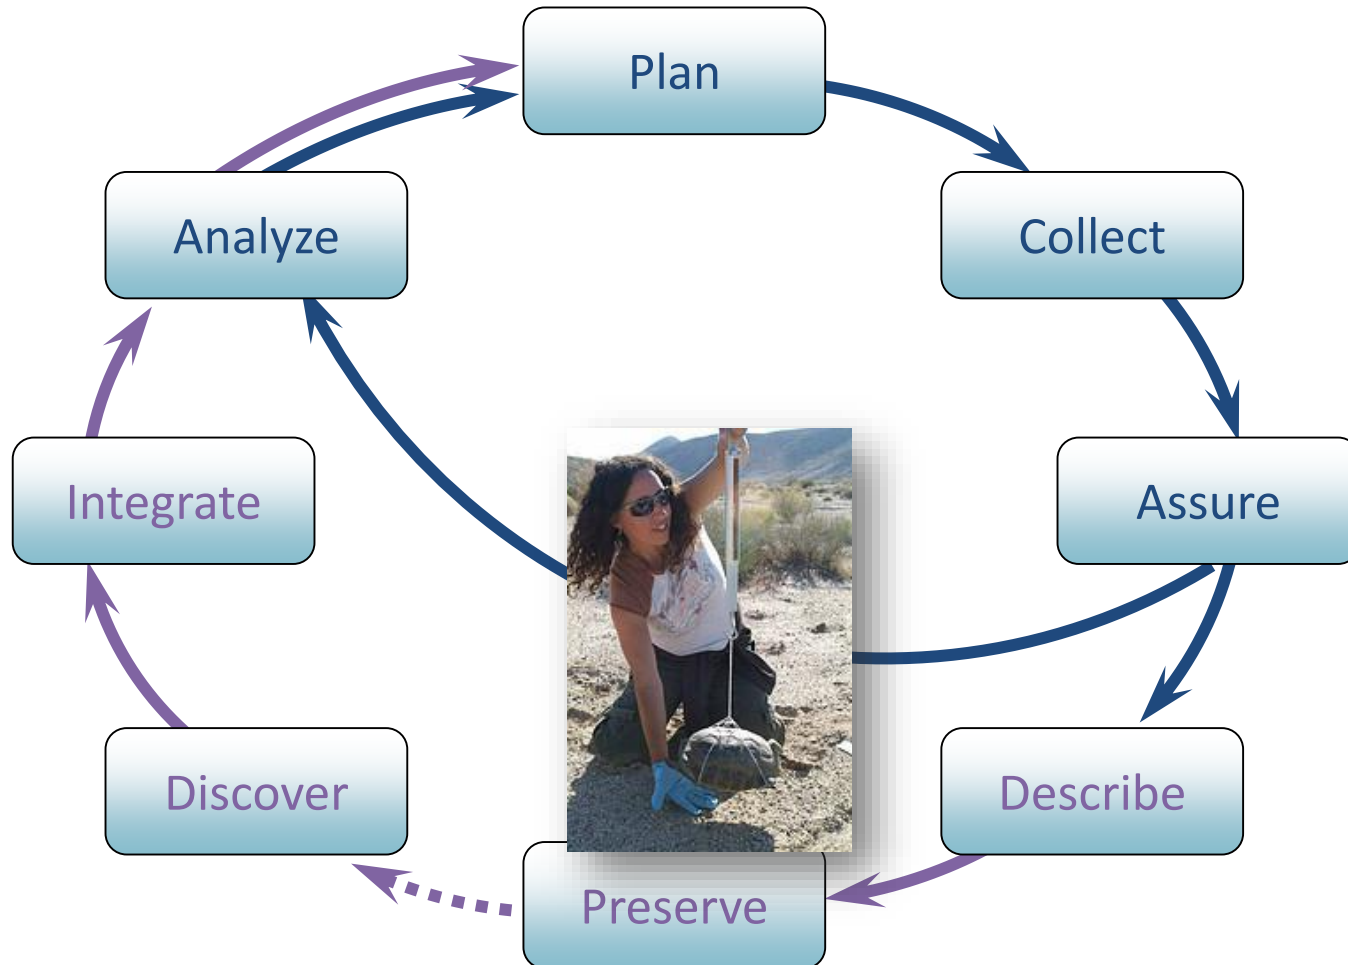 Plan
Analyze
Collect
Integrate
Assure
Discover
Describe
Preserve